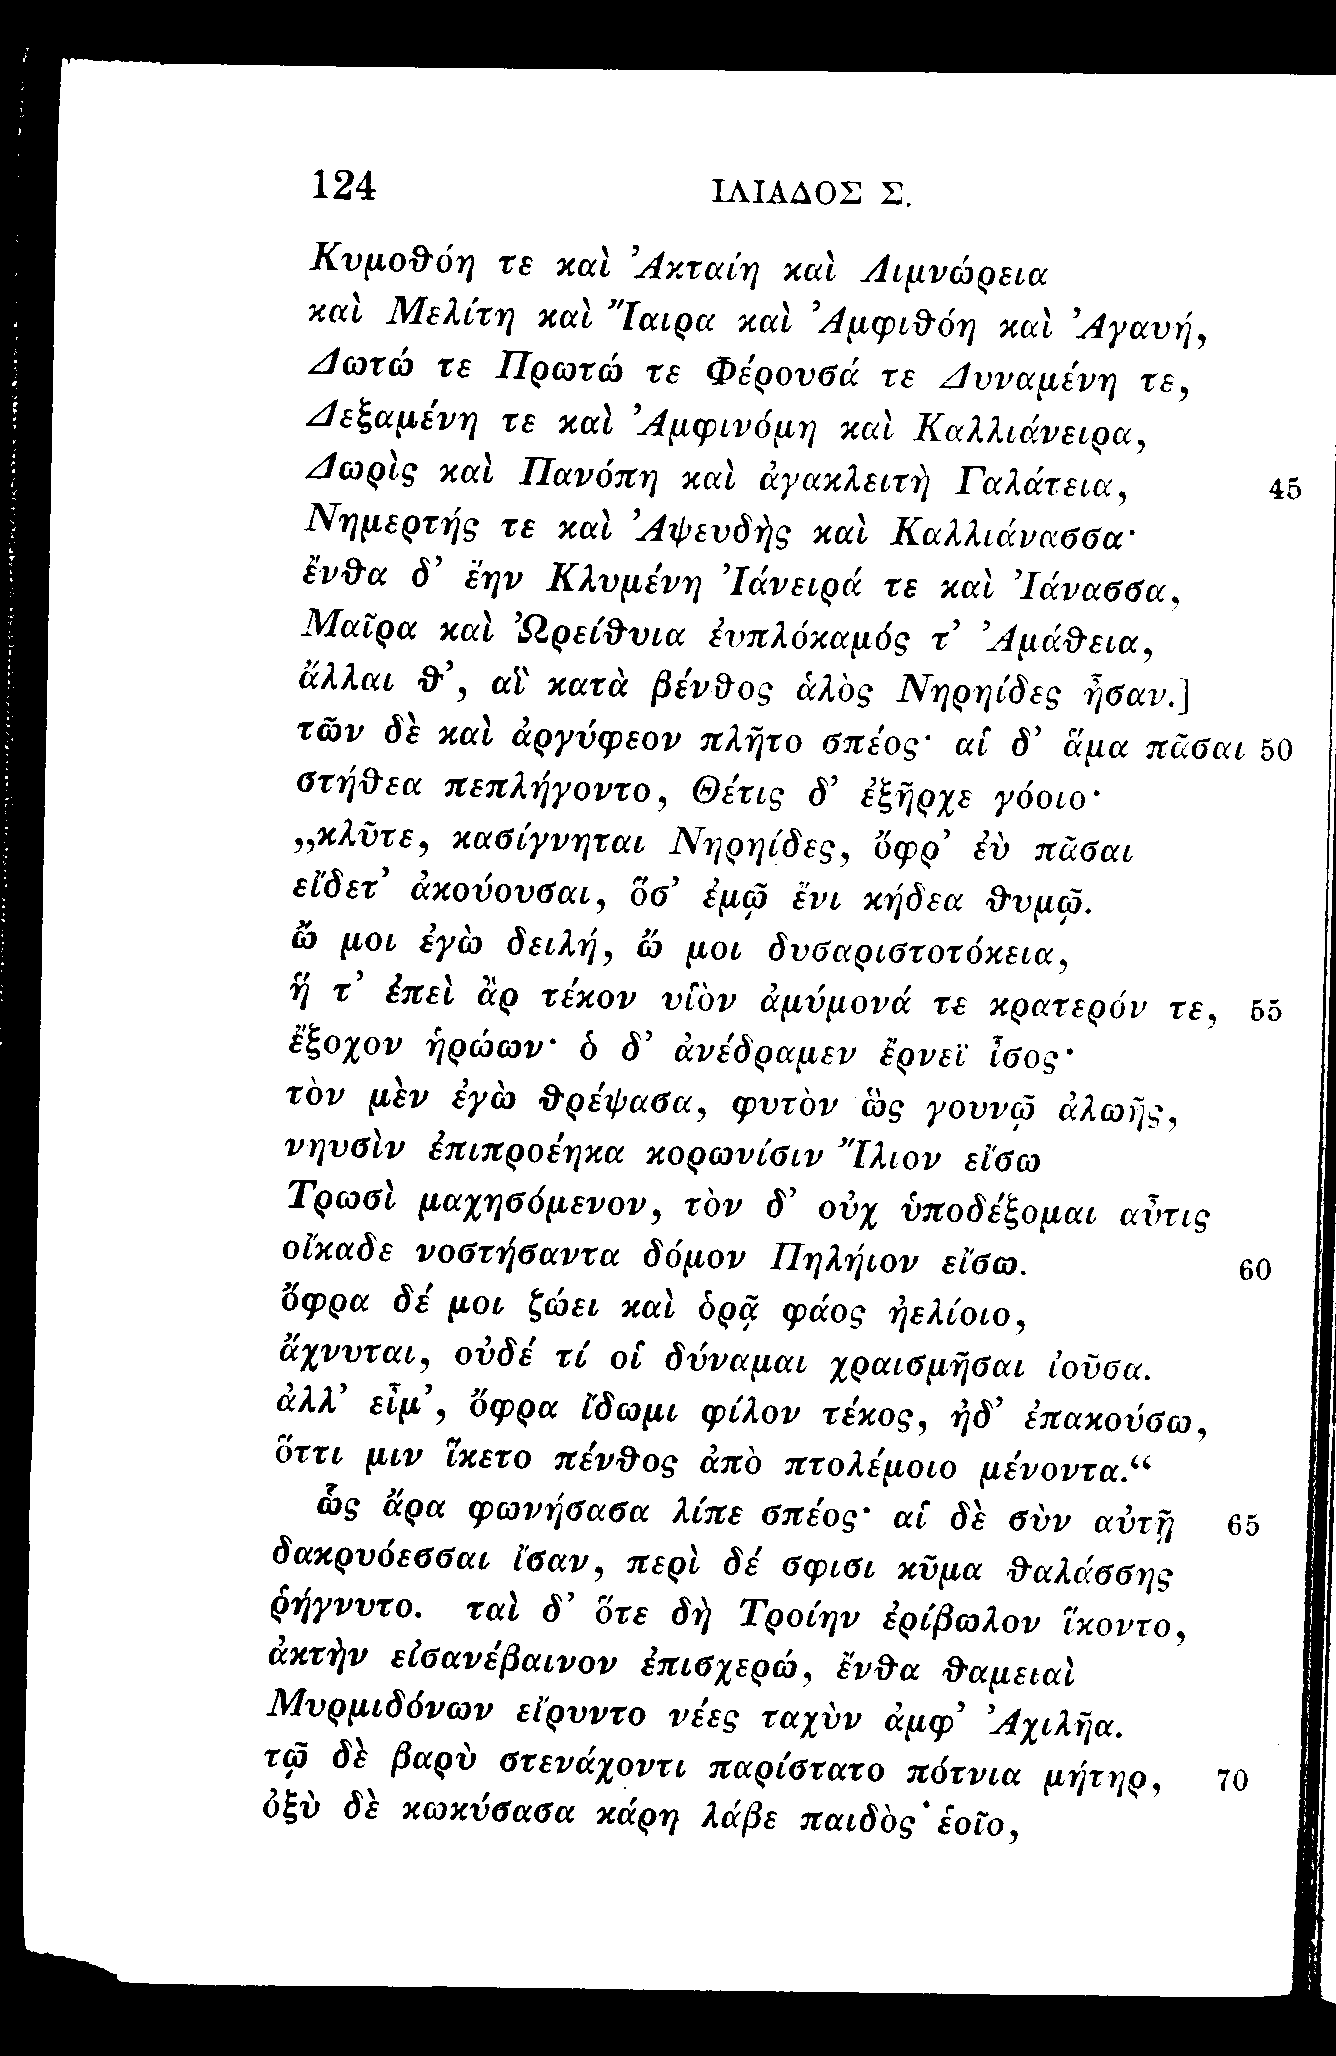 124 ΙΛΙΑΔΟΣ Σ.
Κυμοθόη τε καὶ Ἀκταίη καὶ Λιμνώρεια
καὶ Μελίτη καὶ Ἴαιρα καὶ Ἀμφιθόη καὶ Ἀγαυή,
Δωτώ τε Πρωτώ τε Φέρουσά τε Δυναμένη τε,
Δεξαμένη τε καὶ Ἀμφινόμη καὶ Καλλιάνειρα,
Δωρὶς καὶ Πανόπη καὶ ἀγακλειτὴ Γαλάτεια, 45
Νημερτής τε καὶ Ἀψευδὴς καὶ Καλλιάνασσα·
ἔνθα δ’ ἔην Κλυμένη Ἰάνειρά τε καὶ Ἰάνασσα,
Μαῖρα καὶ Ὠρείθυια ἐυπλόκαμός τ’ Ἀμάθεια,
ἄλλαι θ’, αἳ κατὰ βένθος ἁλὸς Νηρηίδες ἦσαν.]
τῶν δὲ καὶ ἀργύφεον πλῆτο σπέος· αἱ δ’ ἅμα πᾶσαι 50
στήθεα πεπλήγοντο, Θέτις δ’ ἐξῆρχε γόοιο·
„κλῦτε, κασίγνηται Νηρηίδες, ὄφρ’ ἐὺ πᾶσαι
εἴδετ’ ἀκούουσαι, ὅσ’ ἐμῷ ἔνι κήδεα θυμῷ.
ὤ μοι ἐγὼ δειλή, ὤ μοι δυσαριστοτόκεια,
ἥ τ’ ἐπεὶ ἂρ τέκον υἱὸν ἀμύμονά τε κρατερόν τε, 55
ἔξοχον ἡρώων· ὁ δ’ ἀνέδραμεν ἔρνεϊ ἶσος·
τὸν μὲν ἐγὼ θρέψασα, φυτὸν ὣς γουνῷ ἀλωῆς,
νηυσὶν ἐπιπροέηκα κορωνίσιν Ἴλιον εἴσω
Τρωσὶ μαχησόμενον, τὸν δ’ οὐχ ὑποδέξομαι αὖτις
οἴκαδε νοστήσαντα δόμον Πηλήιον εἴσω. 60
ὄφρα δέ μοι ζώει καὶ ὁρᾷ φάος ἠελίοιο,
ἄχνυται, οὐδέ τί οἱ δύναμαι χραισμῆσαι ἰοῦσα.
ἀλλ’ εἶμ’, ὄφρα ἴδωμι φίλον τέκος, ἠδ’ ἐπακούσω,
ὅττι μιν ἵκετο πένθος ἀπὸ πτολέμοιο μένοντα.“
ὣς ἄρα φωνήσασα λίπε σπέος· αἱ δὲ σὺν αὐτῇ 65
δακρυόεσσαι ἴσαν, περὶ δέ σφισι κῦμα θαλάσσης
ῥήγνυτο. ταὶ δ’ ὅτε δὴ Τροίην ἐρίβωλον ἵκοντο,
ἀκτὴν εἰσανέβαινον ἐπισχερώ, ἔνθα θαμειαὶ
Μυρμιδόνων εἴρυντο νέες ταχὺν ἀμφ’ Ἀχιλῆα.
τῷ δὲ βαρὺ στενάχοντι παρίστατο πότνια μήτηρ, 70
ὀξὺ δὲ κωκύσασα κάρη λάβε παιδὸς ἑοῖο,